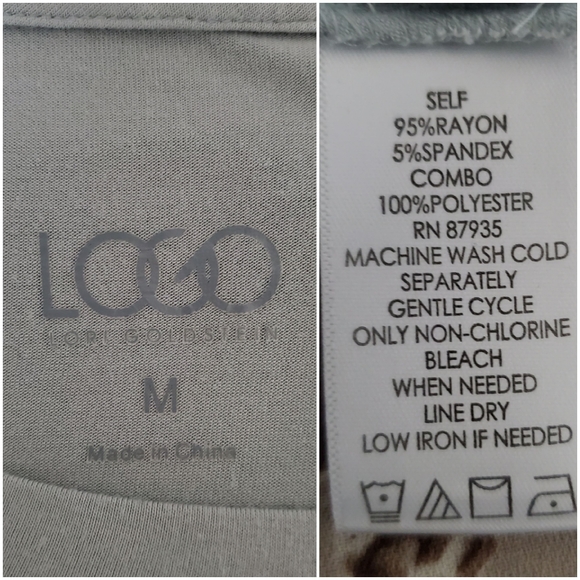 LOGO
LORI GOLDSTEIN
M
Made in China
SELF
95%RAYON
5%SPANDEX
COMBO
100%POLYESTER
RN 87935
MACHINE WASH COLD
SEPARATELY
GENTLE CYCLE
ONLY NON-CHLORINE
BLEACH
WHEN NEEDED
LINE DRY
LOW IRON IF NEEDED